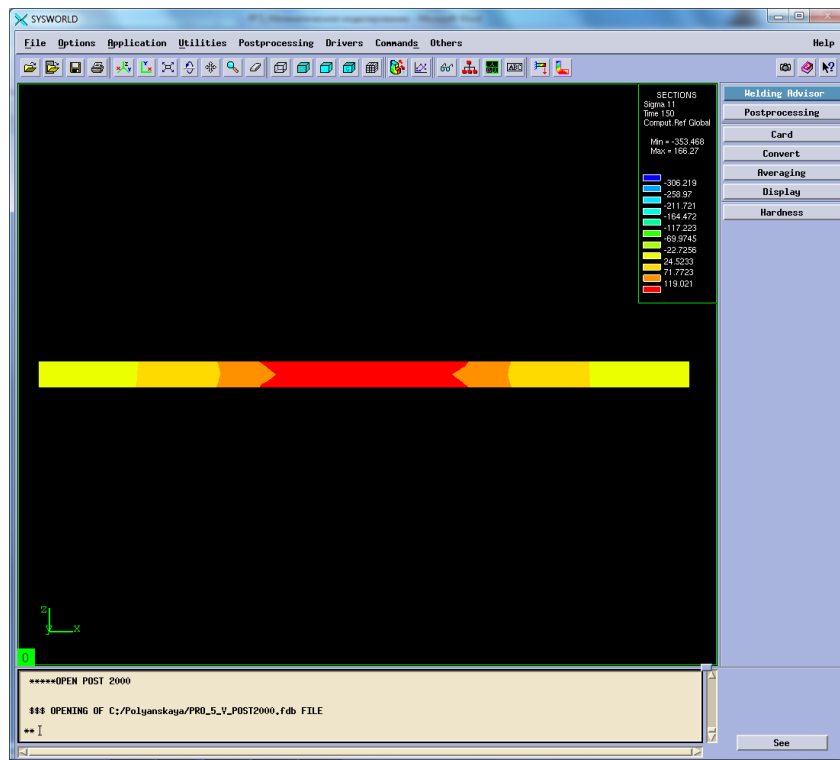 SYSWORLD
File Options Application Utilities Postprocessing Drivers Commands Others Help
ABC
SECTIONS
Sigma 11
Time 150
Comput.Ref Global
Min = -353.468
Max = 166.27
-306.219
-258.97
-211.721
-164.472
-117.223
-69.9745
-22.7256
24.5233
71.7723
119.021
Welding Advisor
Postprocessing
Card
Convert
Averaging
Display
Hardness
z
y x
0
*****OPEN POST 2000
$$$ OPENING OF C:/Polyanskaya/PRO_5_V_POST2000.fdb FILE
**
See